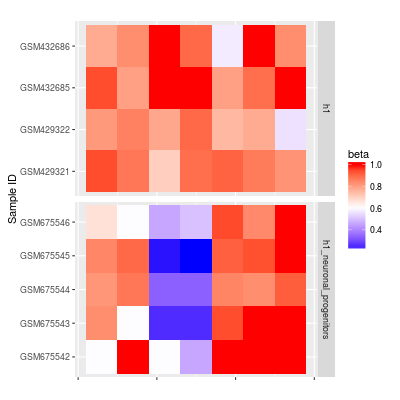 GSM432686
GSM432685
GSM429322
GSM429321
h1
GSM675546
GSM675545
GSM675544
GSM675543
GSM675542
h1_neuronal_progenitors
Sample ID
beta
1.0
0.8
0.6
0.4